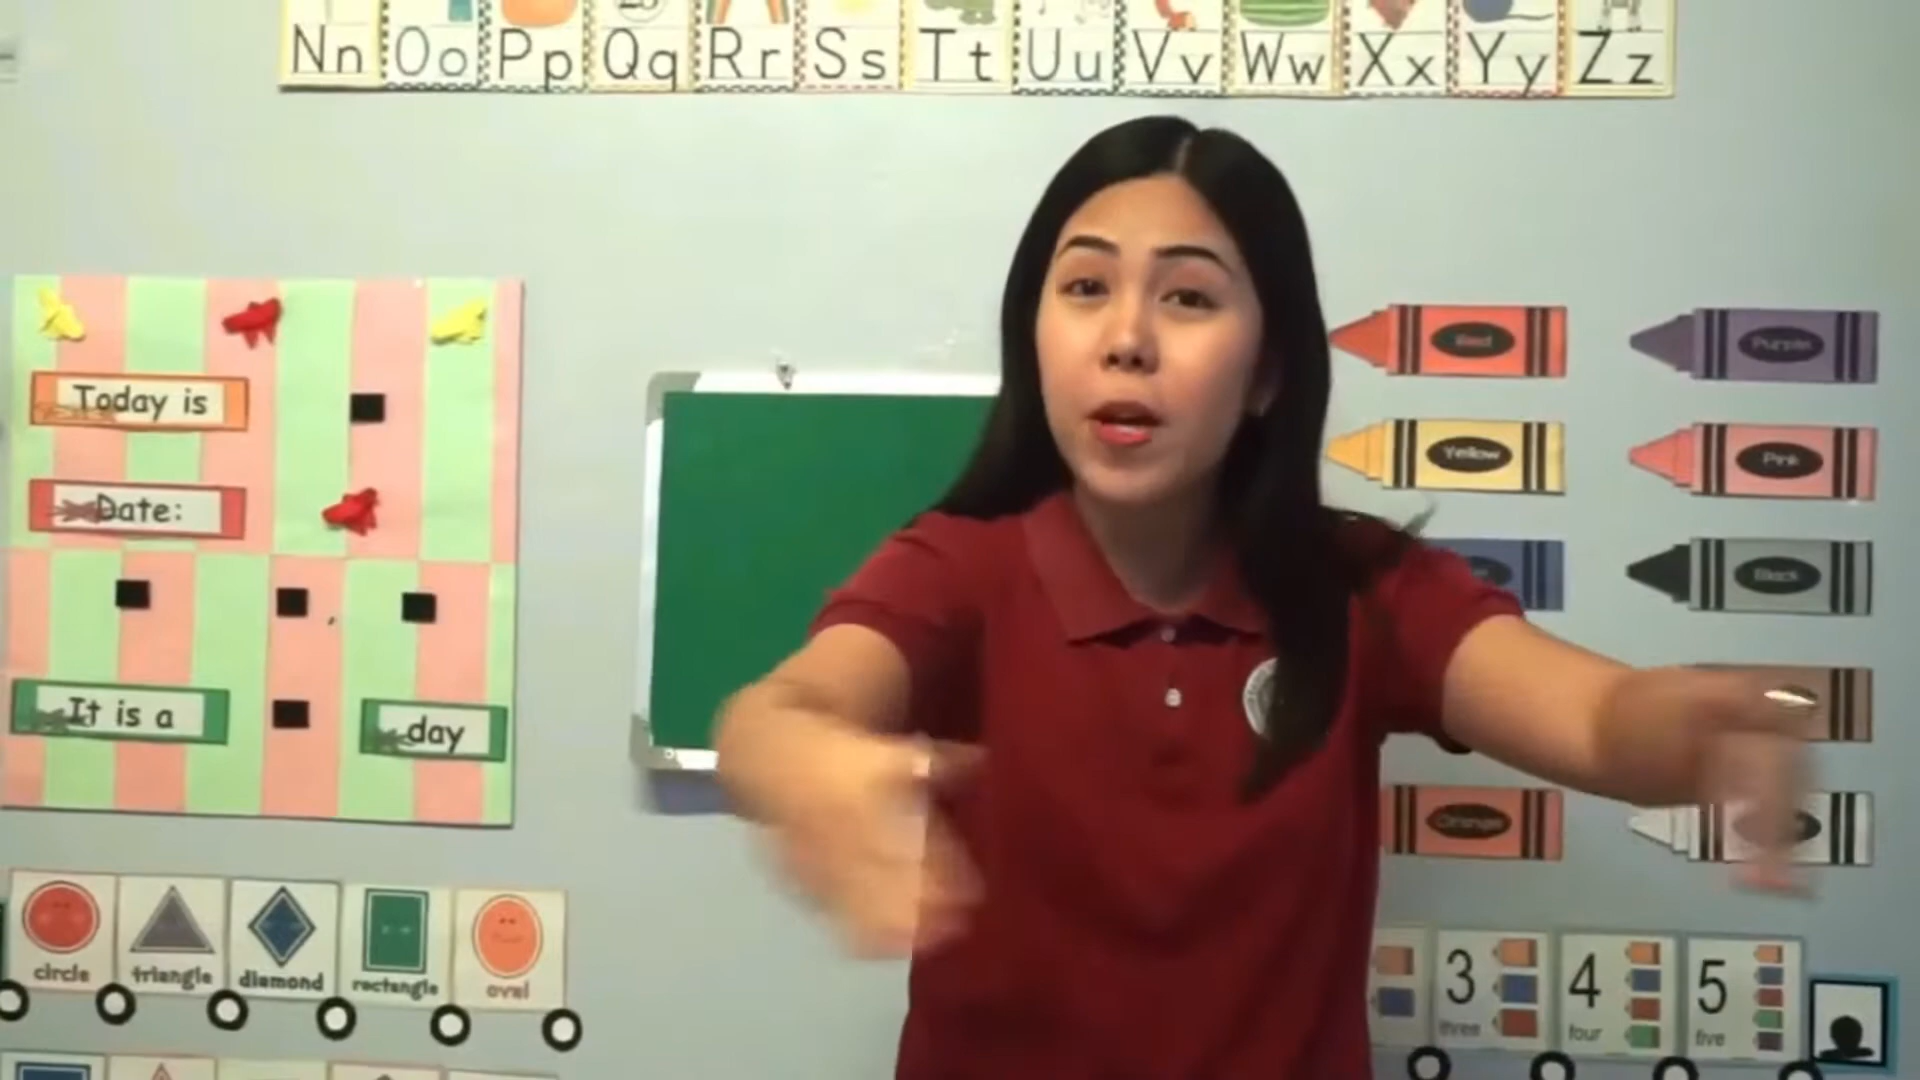 Nn Oo Pp Qq Rr Ss Tt Uu Vv Ww Xx Yy Zz
Today is
Date:
It is a
day
Red
Purple
Yellow
Pink
Black
Orange
circle
triangle
diamond
rectangle
oval
3
three
4
four
5
five